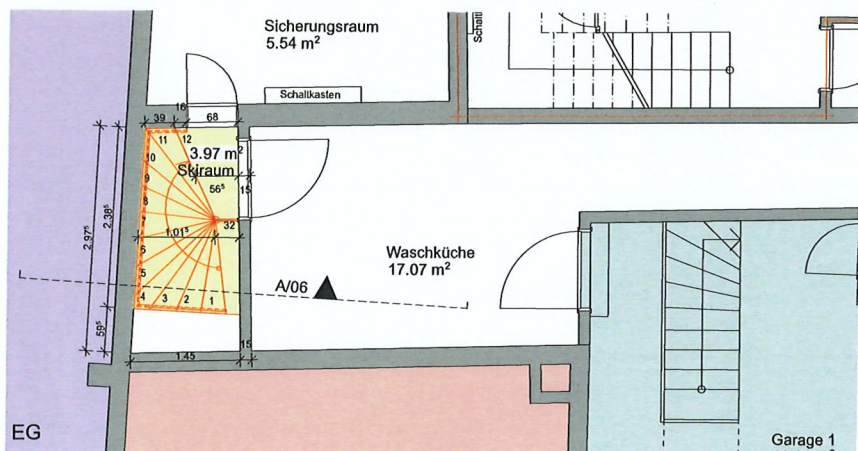 Sicherungsraum
5.54 m²
Schaltkasten
Schaltk
16
39
68
11
12
3.97 m²
Skiraum
10
9
8
7
6
5
4
3
2
1
56⁵
15
32
1.01⁵
2.38⁵
2.97⁵
59⁵
A/06
Waschküche
17.07 m²
1.45
15
EG
Garage 1